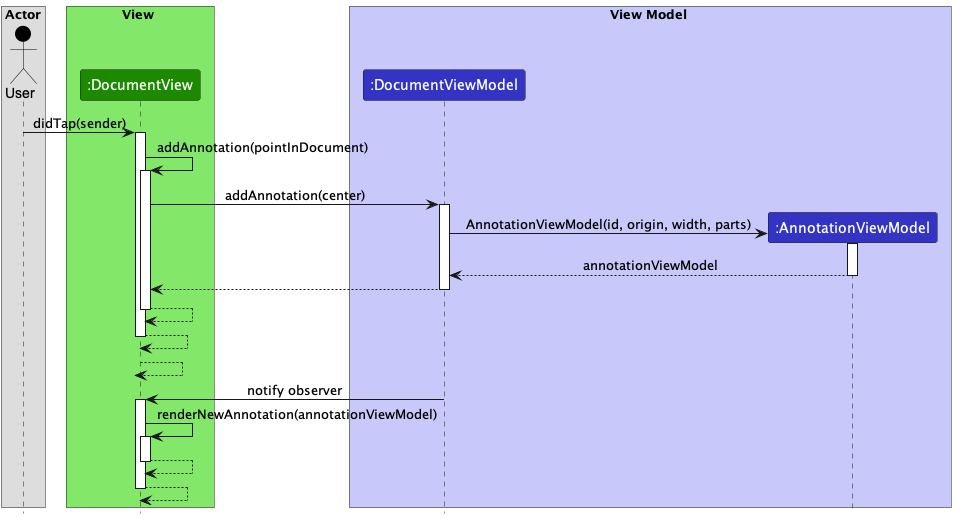 Actor
View
View Model
User
:DocumentView
:DocumentViewModel
didTap(sender)
addAnnotation(pointInDocument)
addAnnotation(center)
AnnotationViewModel(id, origin, width, parts)
:AnnotationViewModel
annotationViewModel
notify observer
renderNewAnnotation(annotationViewModel)